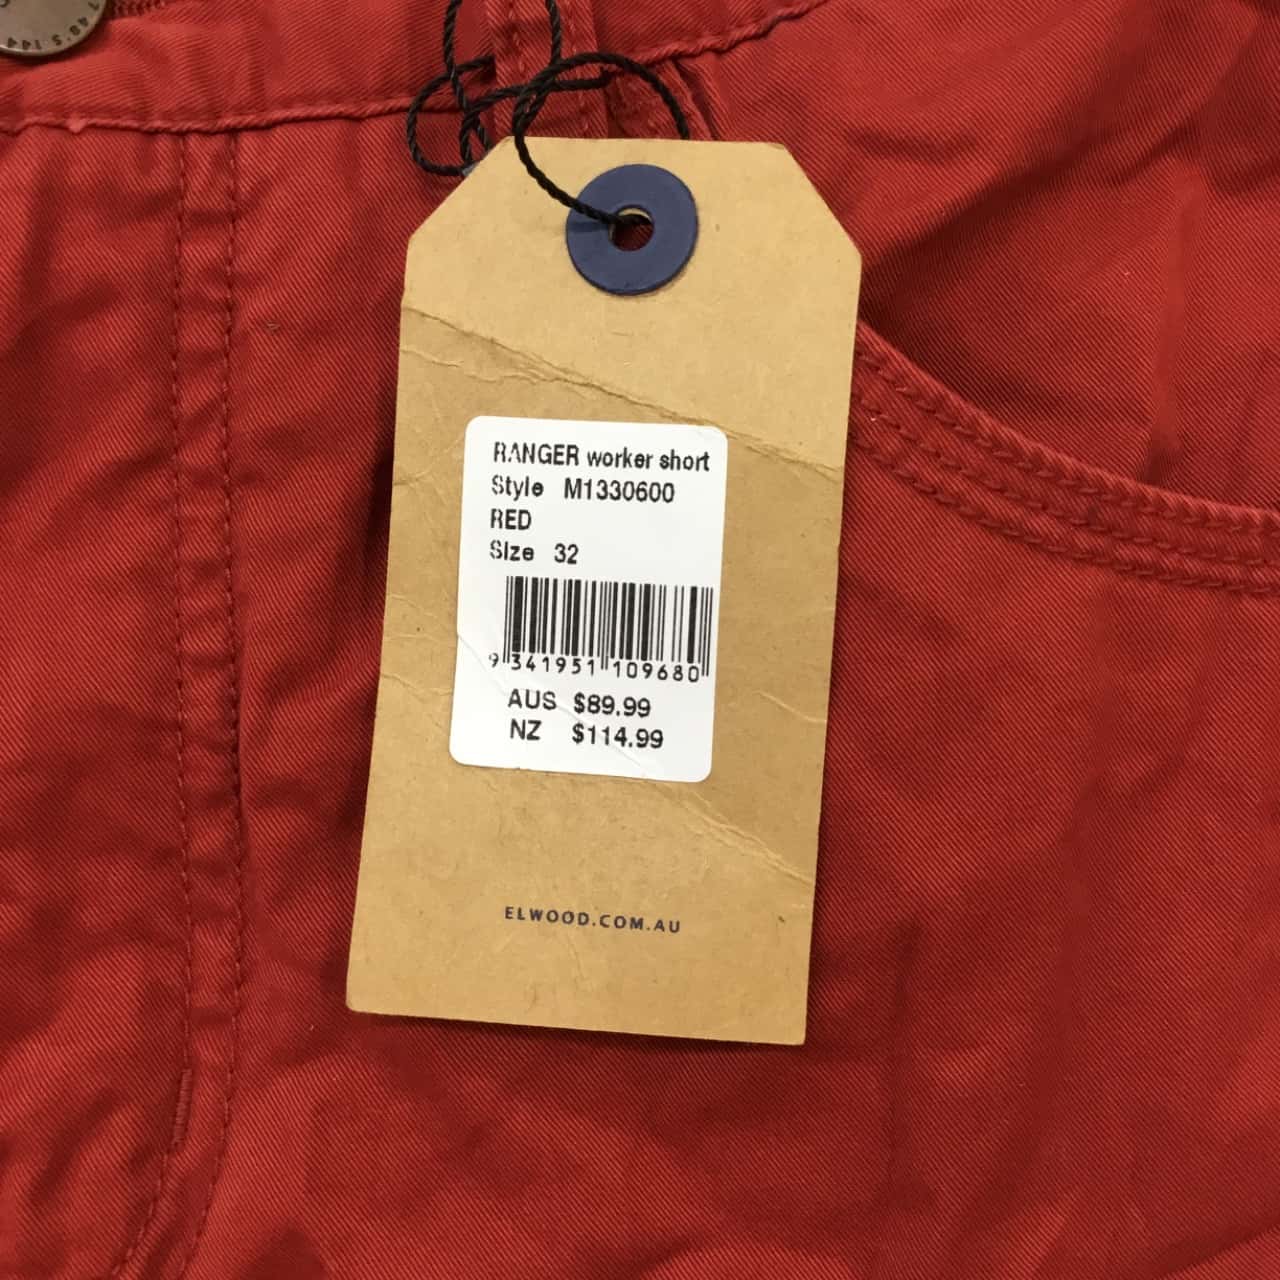 RANGER worker short
Style M1330600
RED
Size 32
9 341951 109680
AUS $89.99
NZ $114.99
ELWOOD.COM.AU